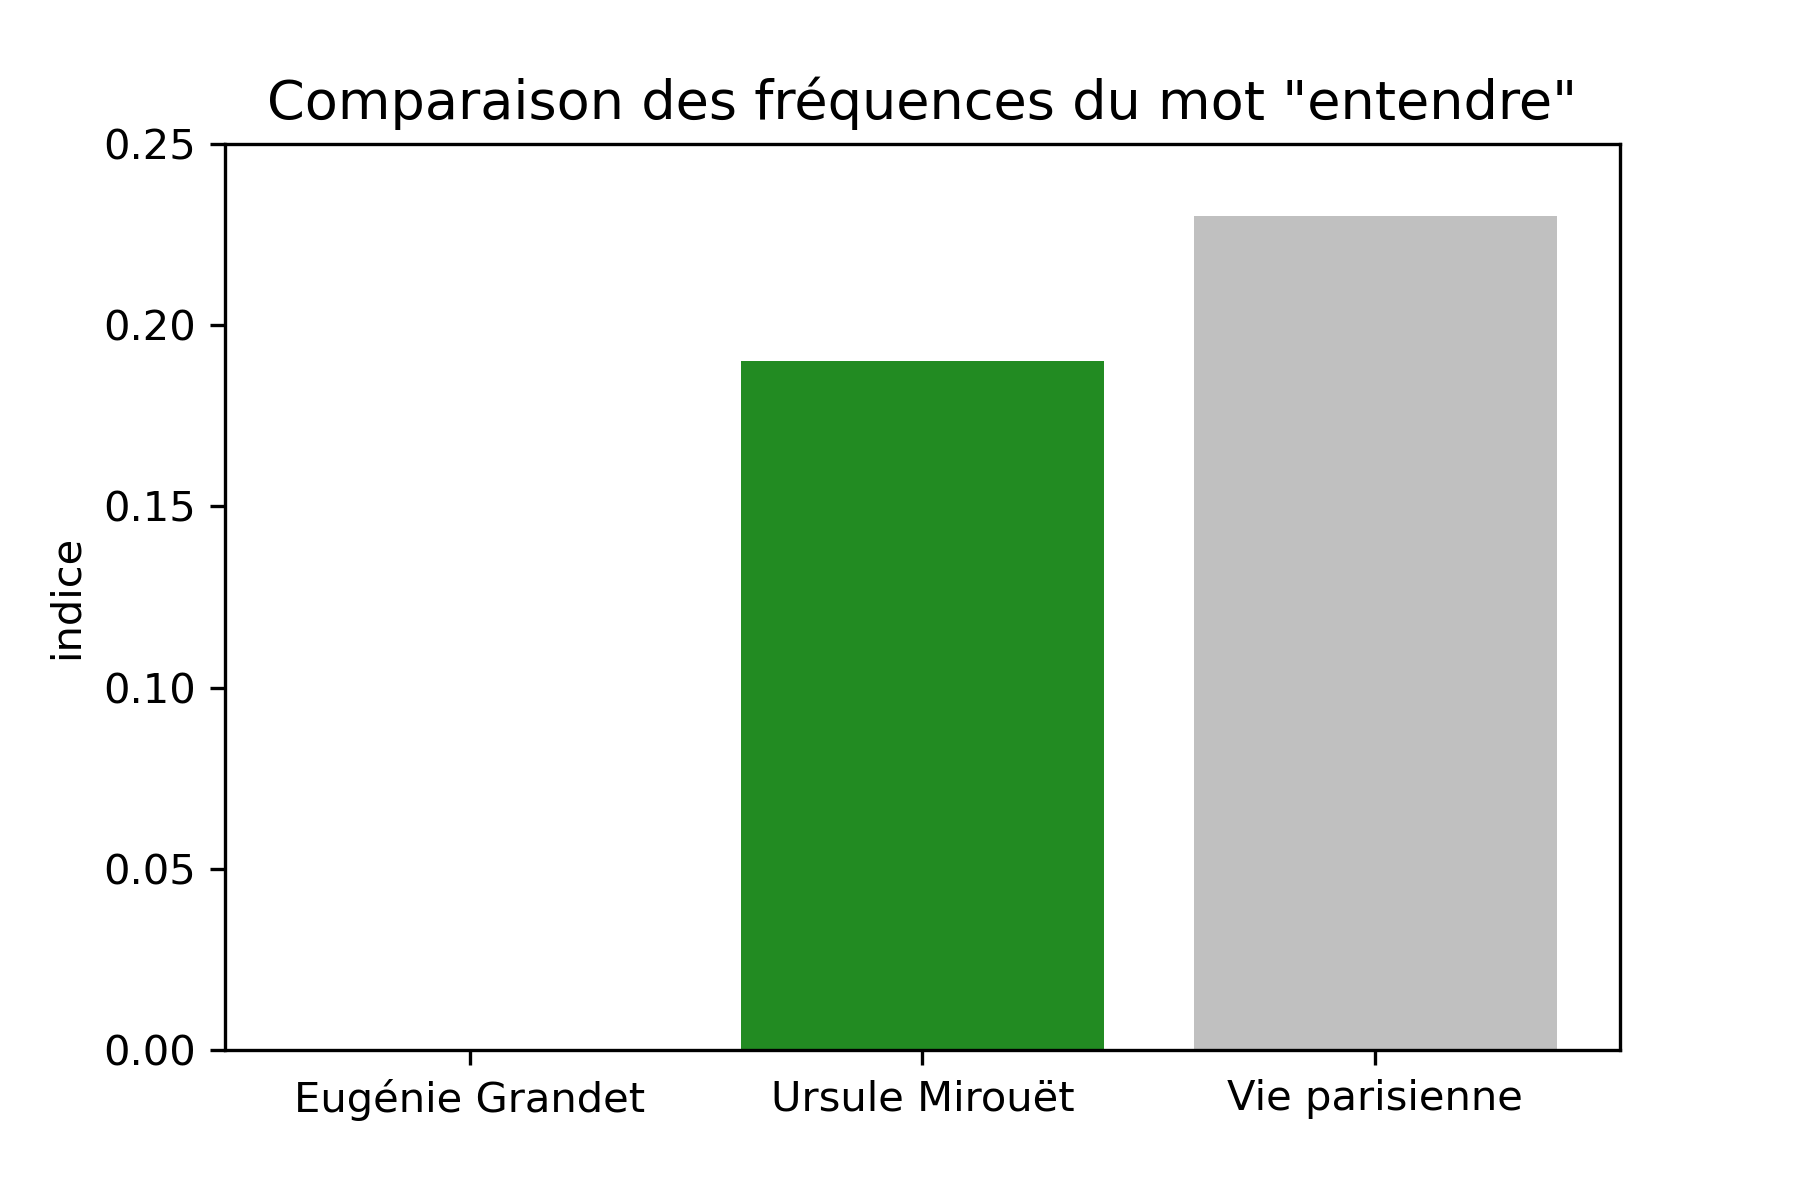 Comparaison des fréquences du mot "entendre"
0.25
0.20
0.15
0.10
0.05
0.00
indice
Eugénie Grandet
Ursule Mirouët
Vie parisienne